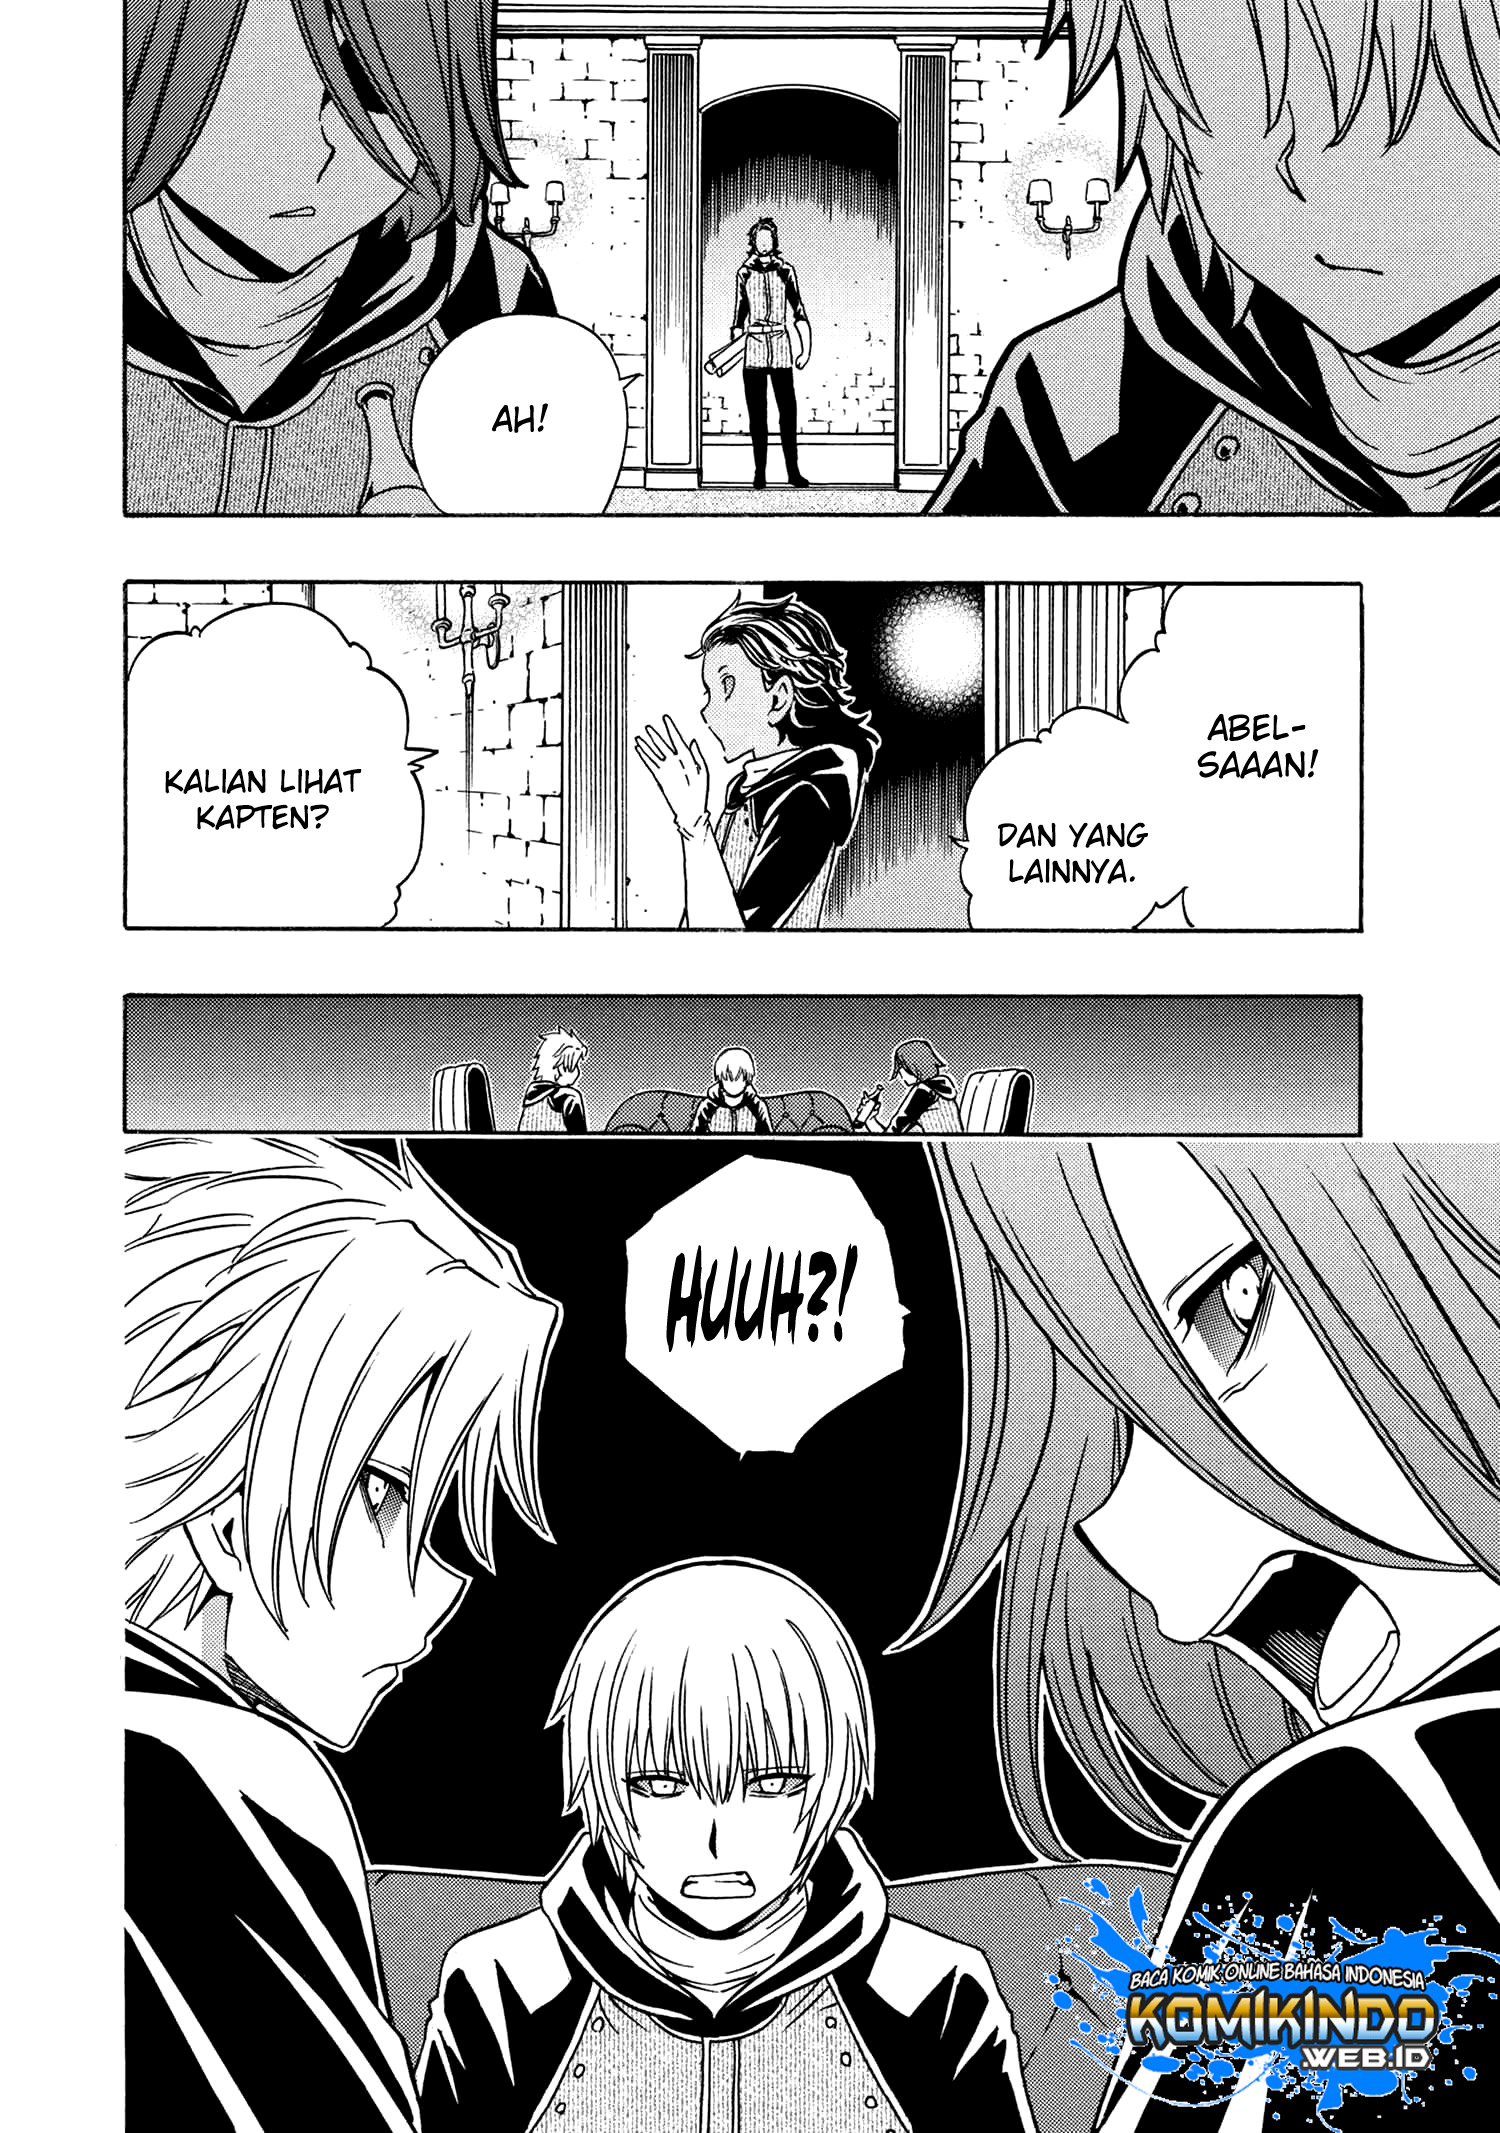 AH!
ABEL-
SAAAN!
DAN YANG
LAINNYA.
KALIAN LIHAT
KAPTEN?
HUUH?!
BACA KOMIK ONLINE BAHASA INDONESIA
KOMIKINDO
.WEB.ID